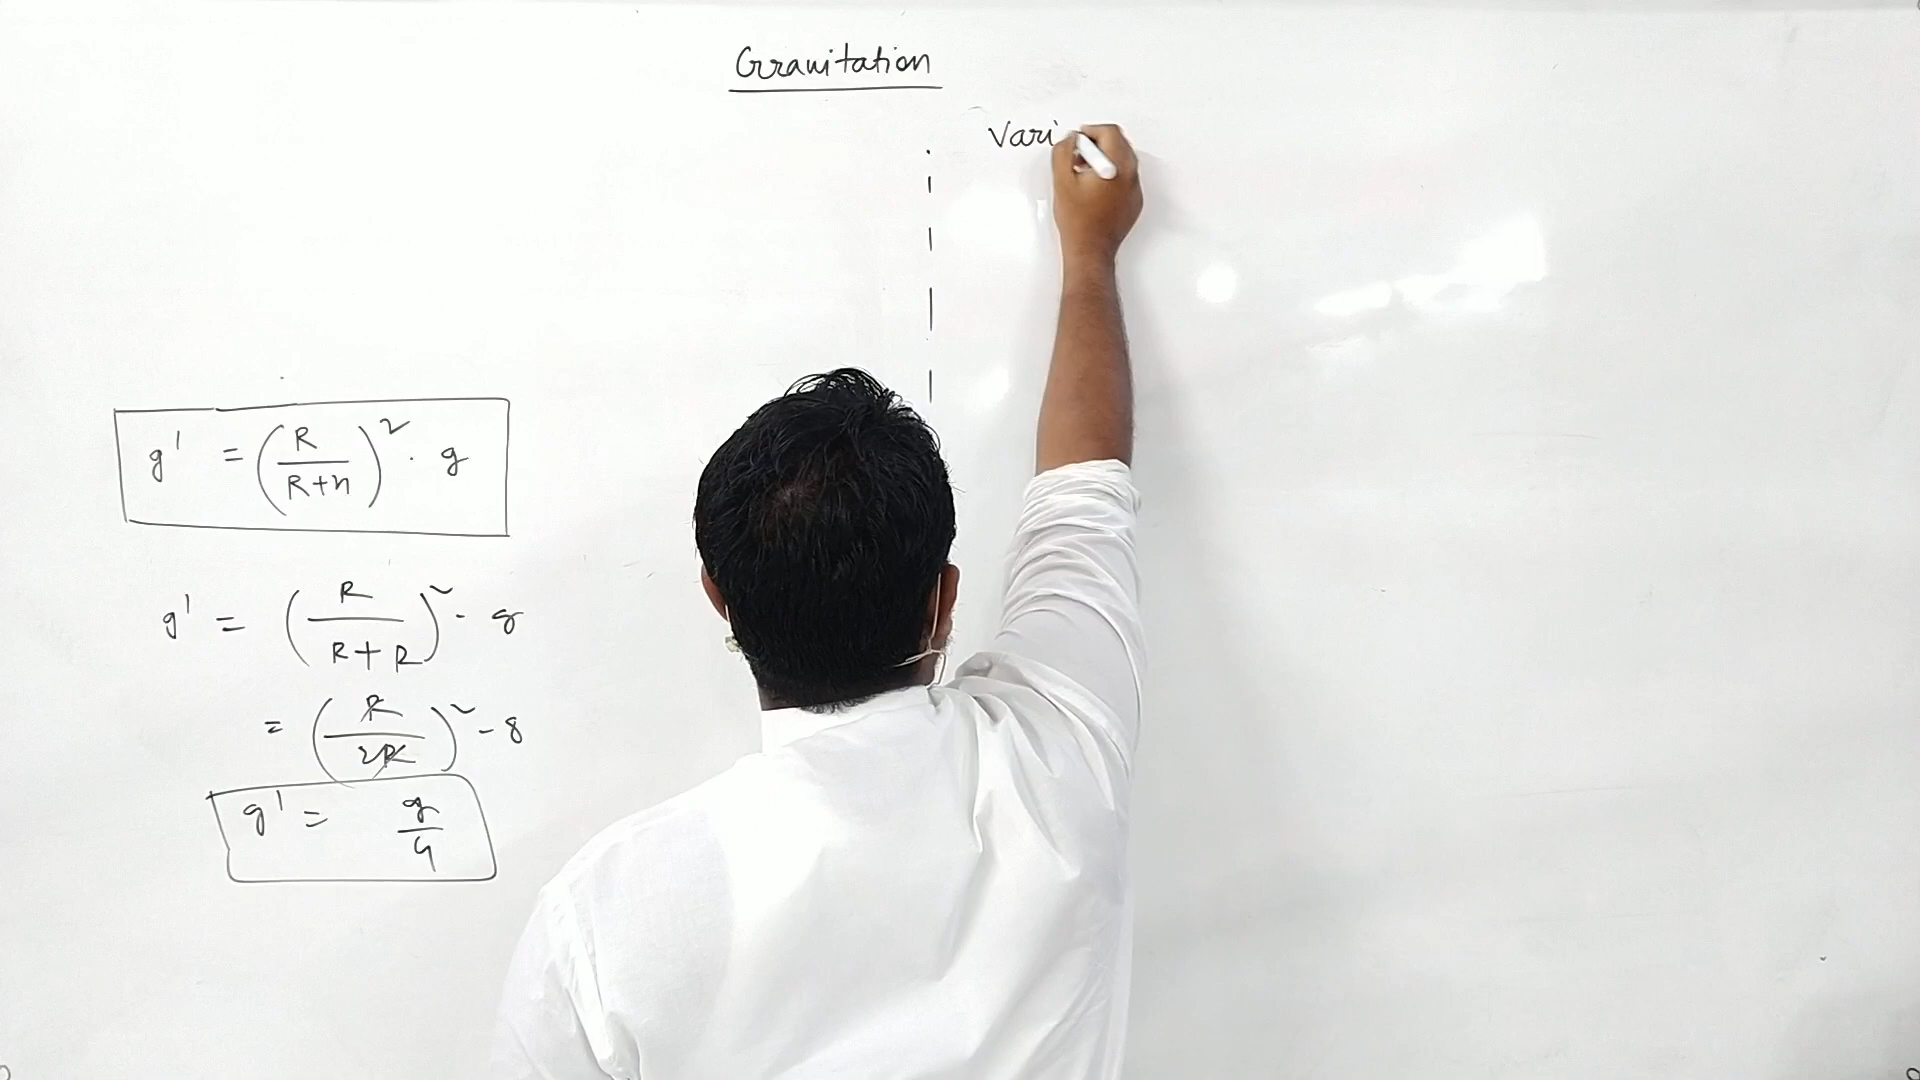 Gravitation
g' = (R / R+h)² . g
g' = (R / R+R)² - g
= (R / 2R)² - g
g' = g / 4
Vari